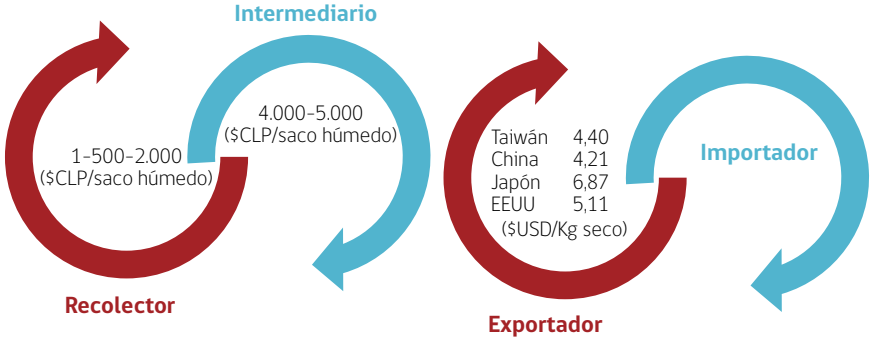 Intermediario
4.000-5.000
($CLP/saco húmedo)
1-500-2.000
($CLP/saco húmedo)
Recolector
Taiwán 4,40
China 4,21
Japón 6,87
EEUU 5,11
($USD/Kg seco)
Exportador
Importador